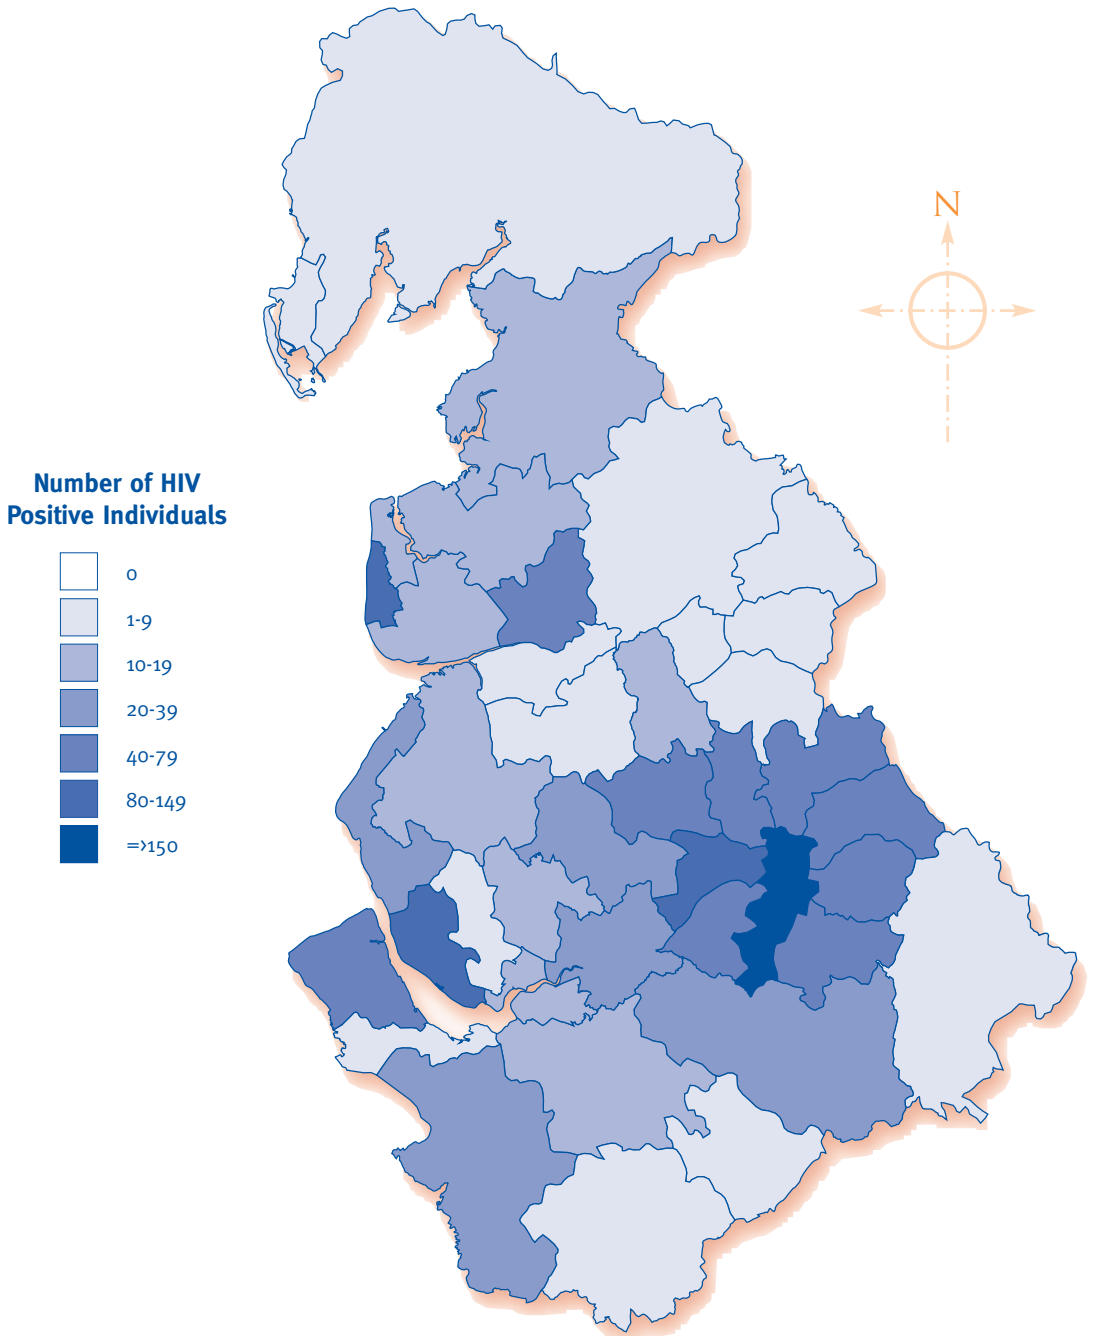 N
Number of HIV
Positive Individuals
0
1-9
10-19
20-39
40-79
80-149
=>150